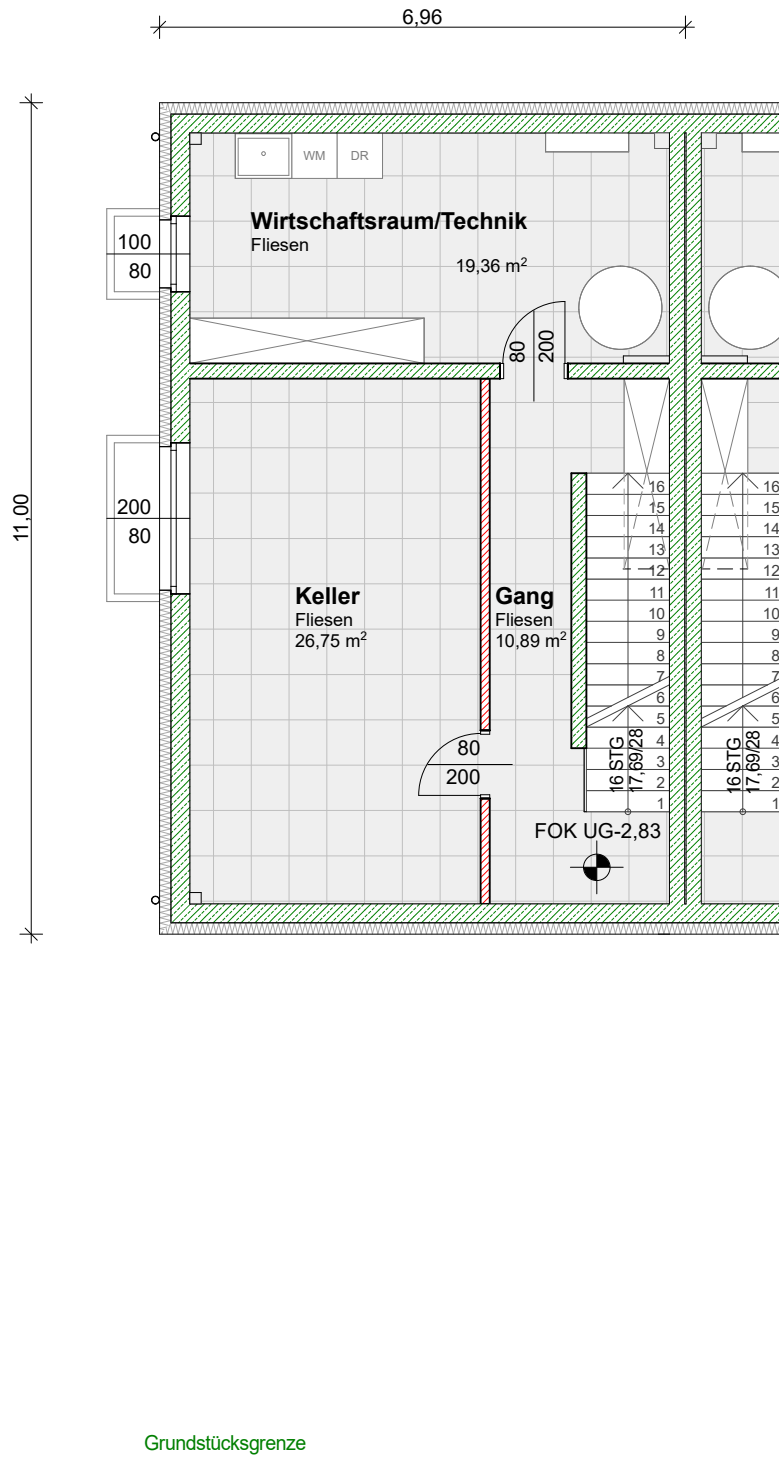 6,96
11,00
WM
DR
Wirtschaftsraum/Technik
Fliesen
19,36 m²
100
80
80
200
200
80
Keller
Fliesen
26,75 m²
Gang
Fliesen
10,89 m²
16
15
14
13
12
11
10
9
8
7
6
5
4
3
2
1
16 STG
17,69/28
16
15
14
13
12
11
10
9
8
7
6
5
4
3
2
1
16 STG
17,69/28
80
200
FOK UG-2,83
Grundstücksgrenze